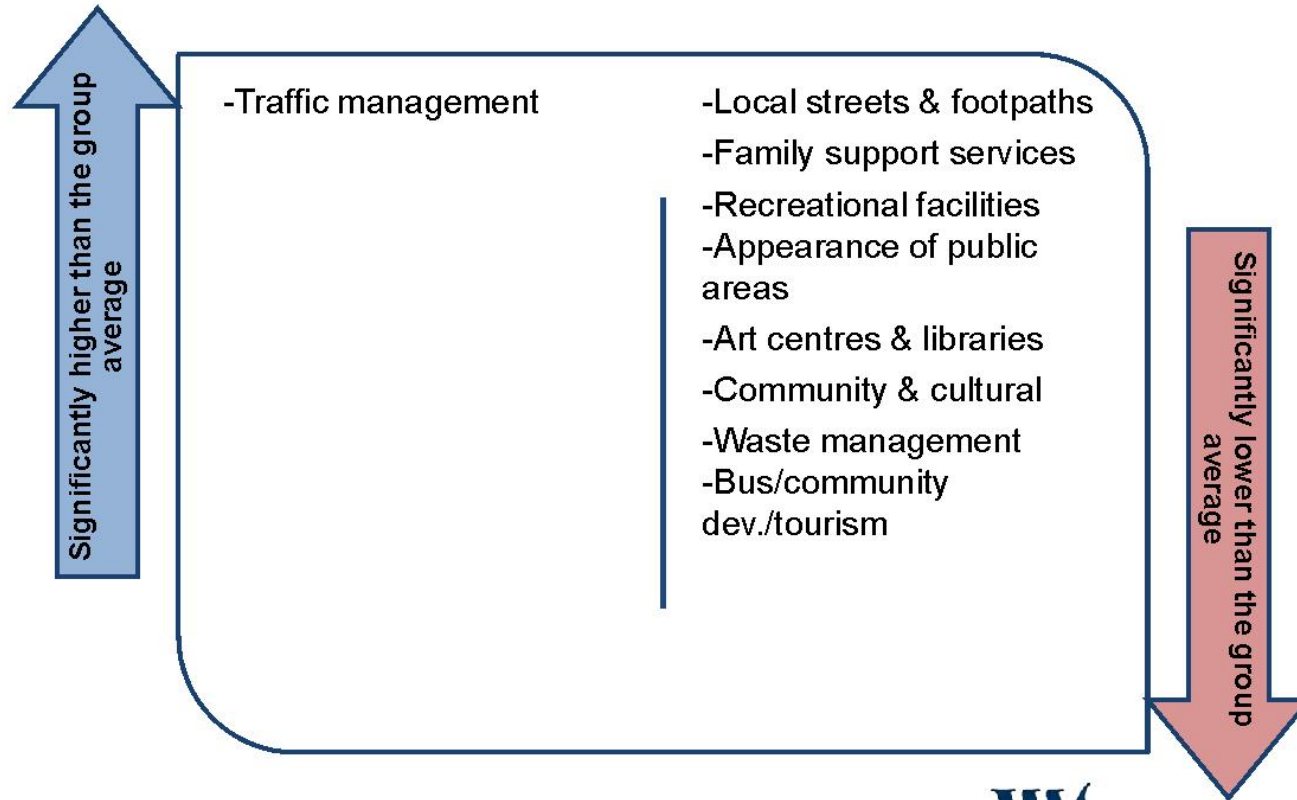 Significantly higher than the group
average
-Traffic management
-Local streets & footpaths
-Family support services
-Recreational facilities
-Appearance of public
areas
-Art centres & libraries
-Community & cultural
-Waste management
-Bus/community
dev./tourism
Significantly lower than the group
average